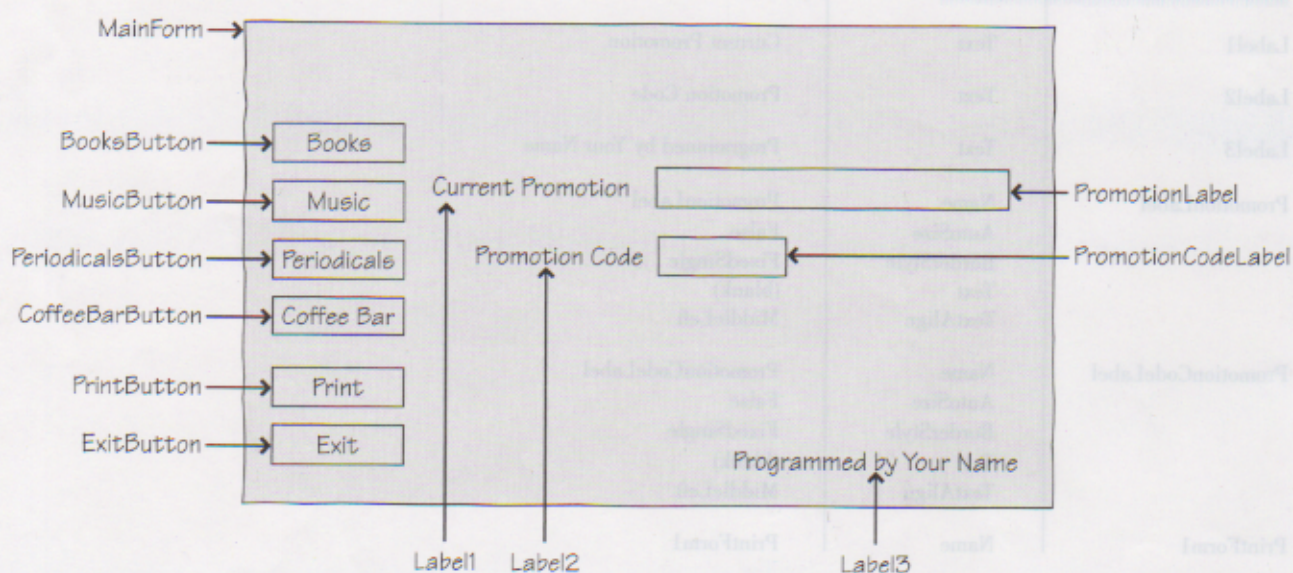 MainForm
BooksButton Books
MusicButton Music Current Promotion PromotionLabel
PeriodicalsButton Periodicals Promotion Code PromotionCodeLabel
CoffeeBarButton Coffee Bar
PrintButton Print
ExitButton Exit
Programmed by Your Name
Label1 Label2 Label3